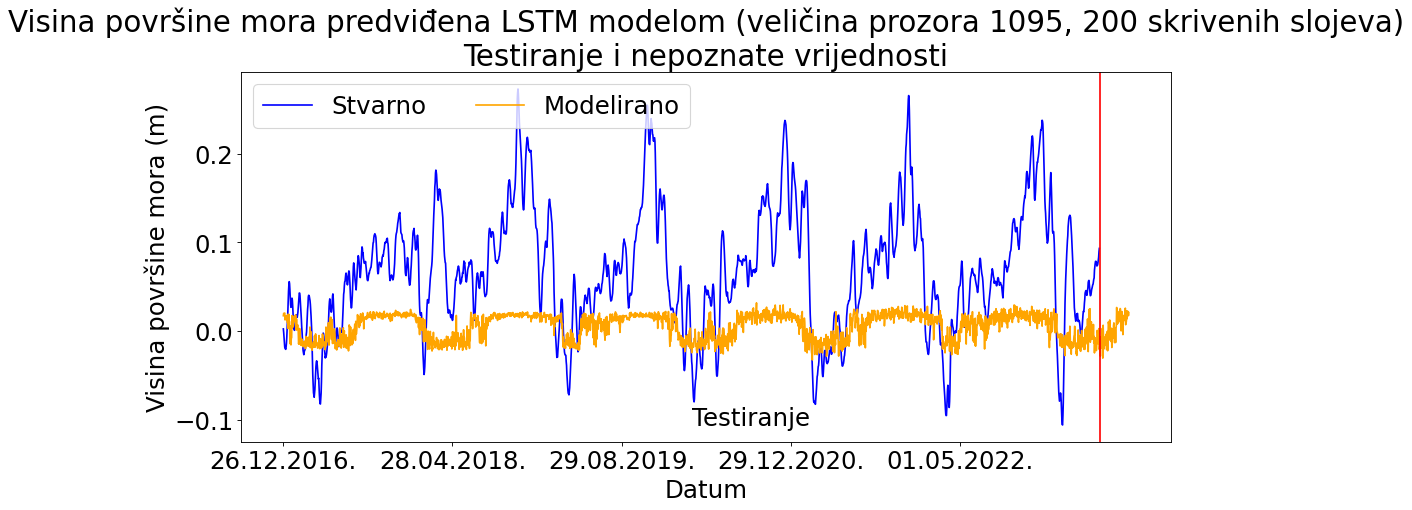 Visina površine mora predviđena LSTM modelom (veličina prozora 1095, 200 skrivenih slojeva)
Testiranje i nepoznate vrijednosti
Stvarno Modelirano
Visina površine mora (m)
0.2
0.1
0.0
−0.1
Testiranje
26.12.2016. 28.04.2018. 29.08.2019. 29.12.2020. 01.05.2022.
Datum